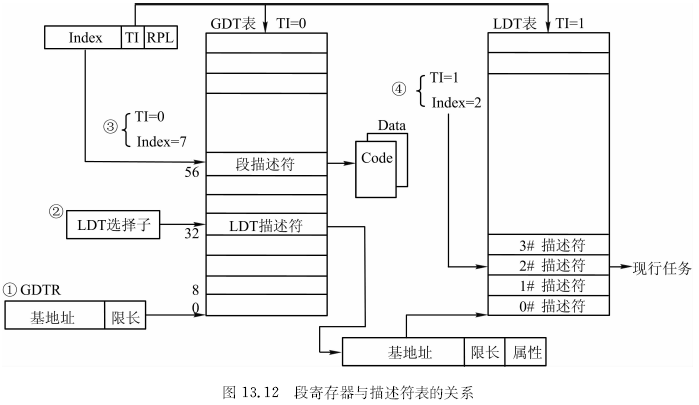 GDT表 TI=0
LDT表 TI=1
Index TI RPL
③ TI=0
Index=7
④ TI=1
Index=2
Data
Code
段描述符
56
② LDT选择子
LDT描述符
32
3# 描述符
2# 描述符
现行任务
1# 描述符
0# 描述符
① GDTR
8
0
基地址 限长
基地址 限长 属性
图 13.12 段寄存器与描述符表的关系